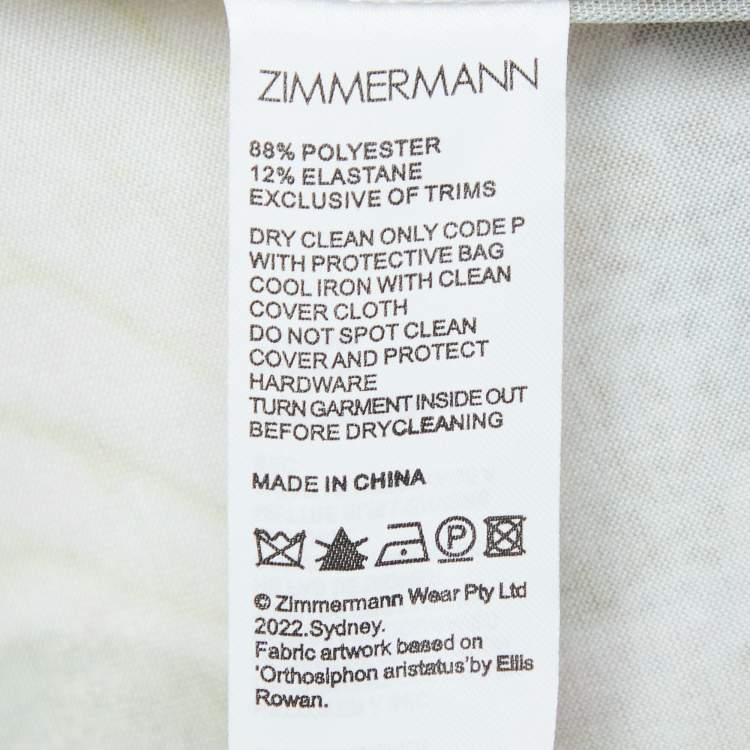 ZIMMERMANN
88% POLYESTER
12% ELASTANE
EXCLUSIVE OF TRIMS
DRY CLEAN ONLY CODE P
WITH PROTECTIVE BAG
COOL IRON WITH CLEAN
COVER CLOTH
DO NOT SPOT CLEAN
COVER AND PROTECT
HARDWARE
TURN GARMENT INSIDE OUT
BEFORE DRYCLEANING
MADE IN CHINA
P
© Zimmermann Wear Pty Ltd
2022.Sydney.
Fabric artwork based on
'Orthosiphon aristatus'by Ellis
Rowan.